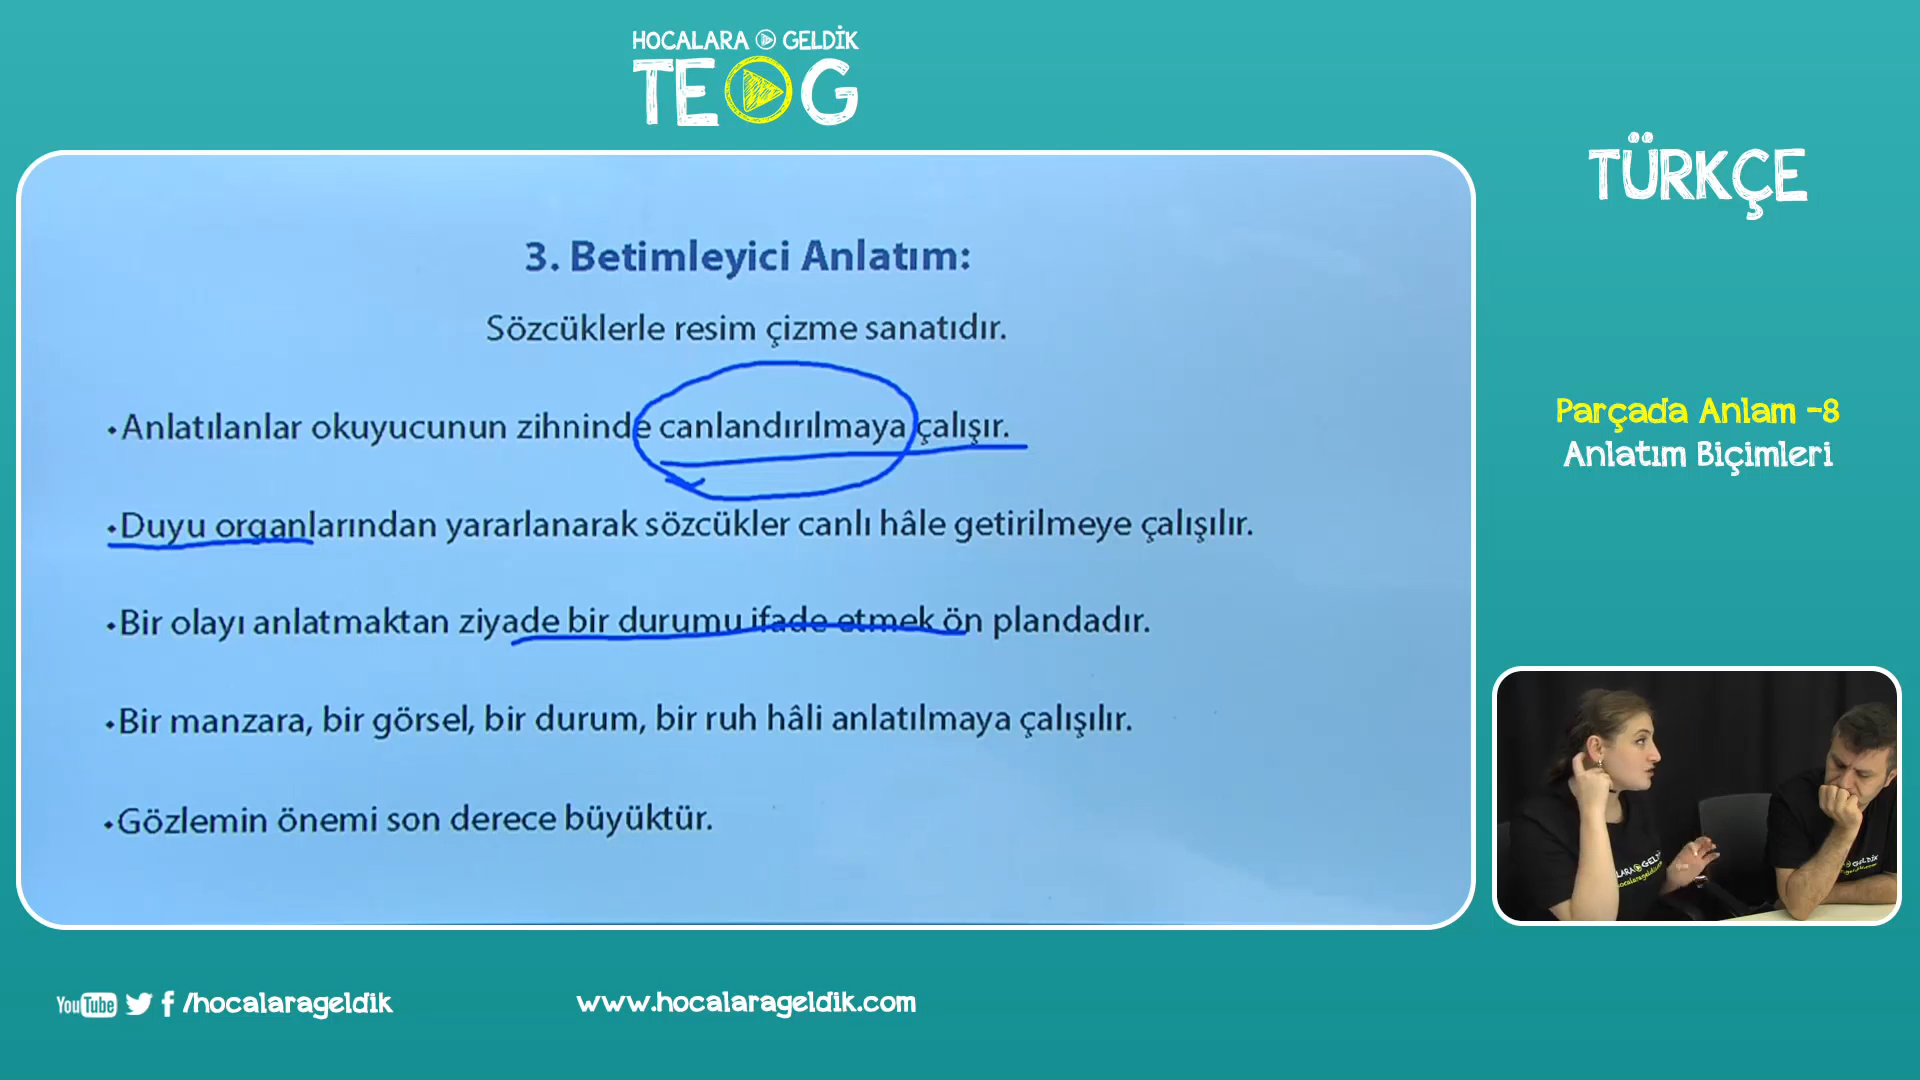 HOCALARA GELDİK
TEOG
TÜRKÇE
3. Betimleyici Anlatım:
Sözcüklerle resim çizme sanatıdır.
•Anlatılanlar okuyucunun zihninde canlandırılmaya çalışır.
•Duyu organlarından yararlanarak sözcükler canlı hâle getirilmeye çalışılır.
•Bir olayı anlatmaktan ziyade bir durumu ifade etmek ön plandadır.
•Bir manzara, bir görsel, bir durum, bir ruh hâli anlatılmaya çalışılır.
•Gözlemin önemi son derece büyüktür.
Parçada Anlam -8
Anlatım Biçimleri
YouTube /hocalarageldik
www.hocalarageldik.com